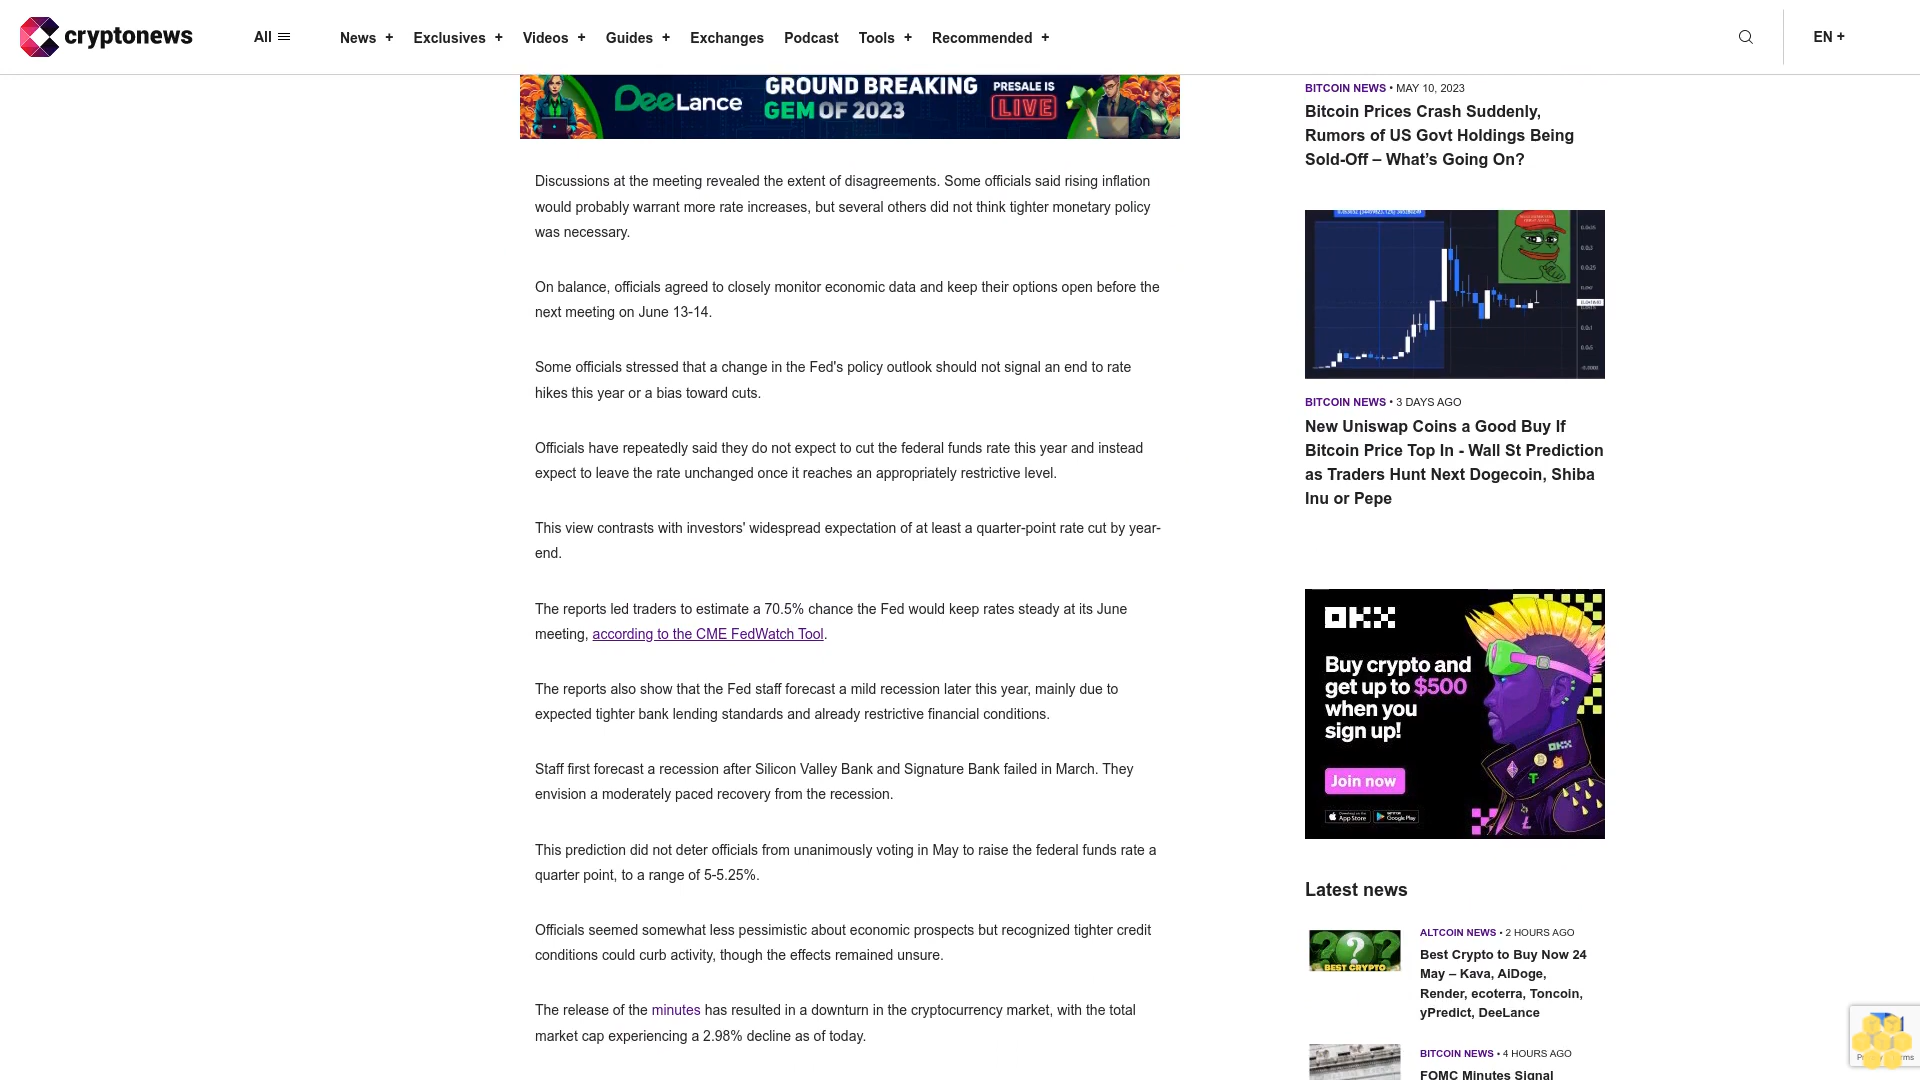 cryptonews
All
News +
Exclusives +
Videos +
Guides +
Exchanges
Podcast
Tools +
Recommended +
EN +
DeeLance
GROUND BREAKING
GEM OF 2023
PRESALE IS
LIVE
Discussions at the meeting revealed the extent of disagreements. Some officials said rising inflation
would probably warrant more rate increases, but several others did not think tighter monetary policy
was necessary.
On balance, officials agreed to closely monitor economic data and keep their options open before the
next meeting on June 13-14.
Some officials stressed that a change in the Fed's policy outlook should not signal an end to rate
hikes this year or a bias toward cuts.
Officials have repeatedly said they do not expect to cut the federal funds rate this year and instead
expect to leave the rate unchanged once it reaches an appropriately restrictive level.
This view contrasts with investors' widespread expectation of at least a quarter-point rate cut by year-
end.
The reports led traders to estimate a 70.5% chance the Fed would keep rates steady at its June
meeting, according to the CME FedWatch Tool.
The reports also show that the Fed staff forecast a mild recession later this year, mainly due to
expected tighter bank lending standards and already restrictive financial conditions.
Staff first forecast a recession after Silicon Valley Bank and Signature Bank failed in March. They
envision a moderately paced recovery from the recession.
This prediction did not deter officials from unanimously voting in May to raise the federal funds rate a
quarter point, to a range of 5-5.25%.
Officials seemed somewhat less pessimistic about economic prospects but recognized tighter credit
conditions could curb activity, though the effects remained unsure.
The release of the minutes has resulted in a downturn in the cryptocurrency market, with the total
market cap experiencing a 2.98% decline as of today.
BITCOIN NEWS • MAY 10, 2023
Bitcoin Prices Crash Suddenly,
Rumors of US Govt Holdings Being
Sold-Off – What's Going On?
BITCOIN NEWS • 3 DAYS AGO
New Uniswap Coins a Good Buy If
Bitcoin Price Top In - Wall St Prediction
as Traders Hunt Next Dogecoin, Shiba
Inu or Pepe
OKX
Buy crypto and
get up to $500
when you
sign up!
Join now
App Store
Google Play
Latest news
BEST CRYPTO
ALTCOIN NEWS • 2 HOURS AGO
Best Crypto to Buy Now 24
May – Kava, AiDoge,
Render, ecoterra, Toncoin,
yPredict, DeeLance
BITCOIN NEWS • 4 HOURS AGO
FOMC Minutes Signal